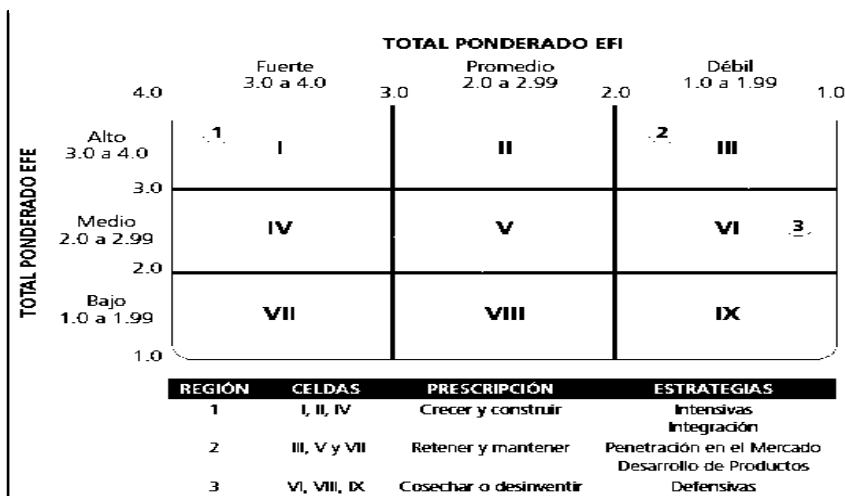 TOTAL PONDERADO EFI
Fuerte Promedio Débil
3.0 a 4.0 2.0 a 2.99 1.0 a 1.99
4.0 3.0 2.0 1.0
TOTAL PONDERADO EFE
Alto
3.0 a 4.0
1 I II 2 III
3.0
Medio
2.0 a 2.99
IV V VI 3
2.0
Bajo
1.0 a 1.99
VII VIII IX
1.0
REGIÓN CELDAS PRESCRIPCIÓN ESTRATEGIAS
1 I, II, IV Crecer y construir Intensivas
Integración
2 III, V y VII Retener y mantener Penetración en el Mercado
Desarrollo de Productos
3 VI, VIII, IX Cosechar o desinventir Defensivas